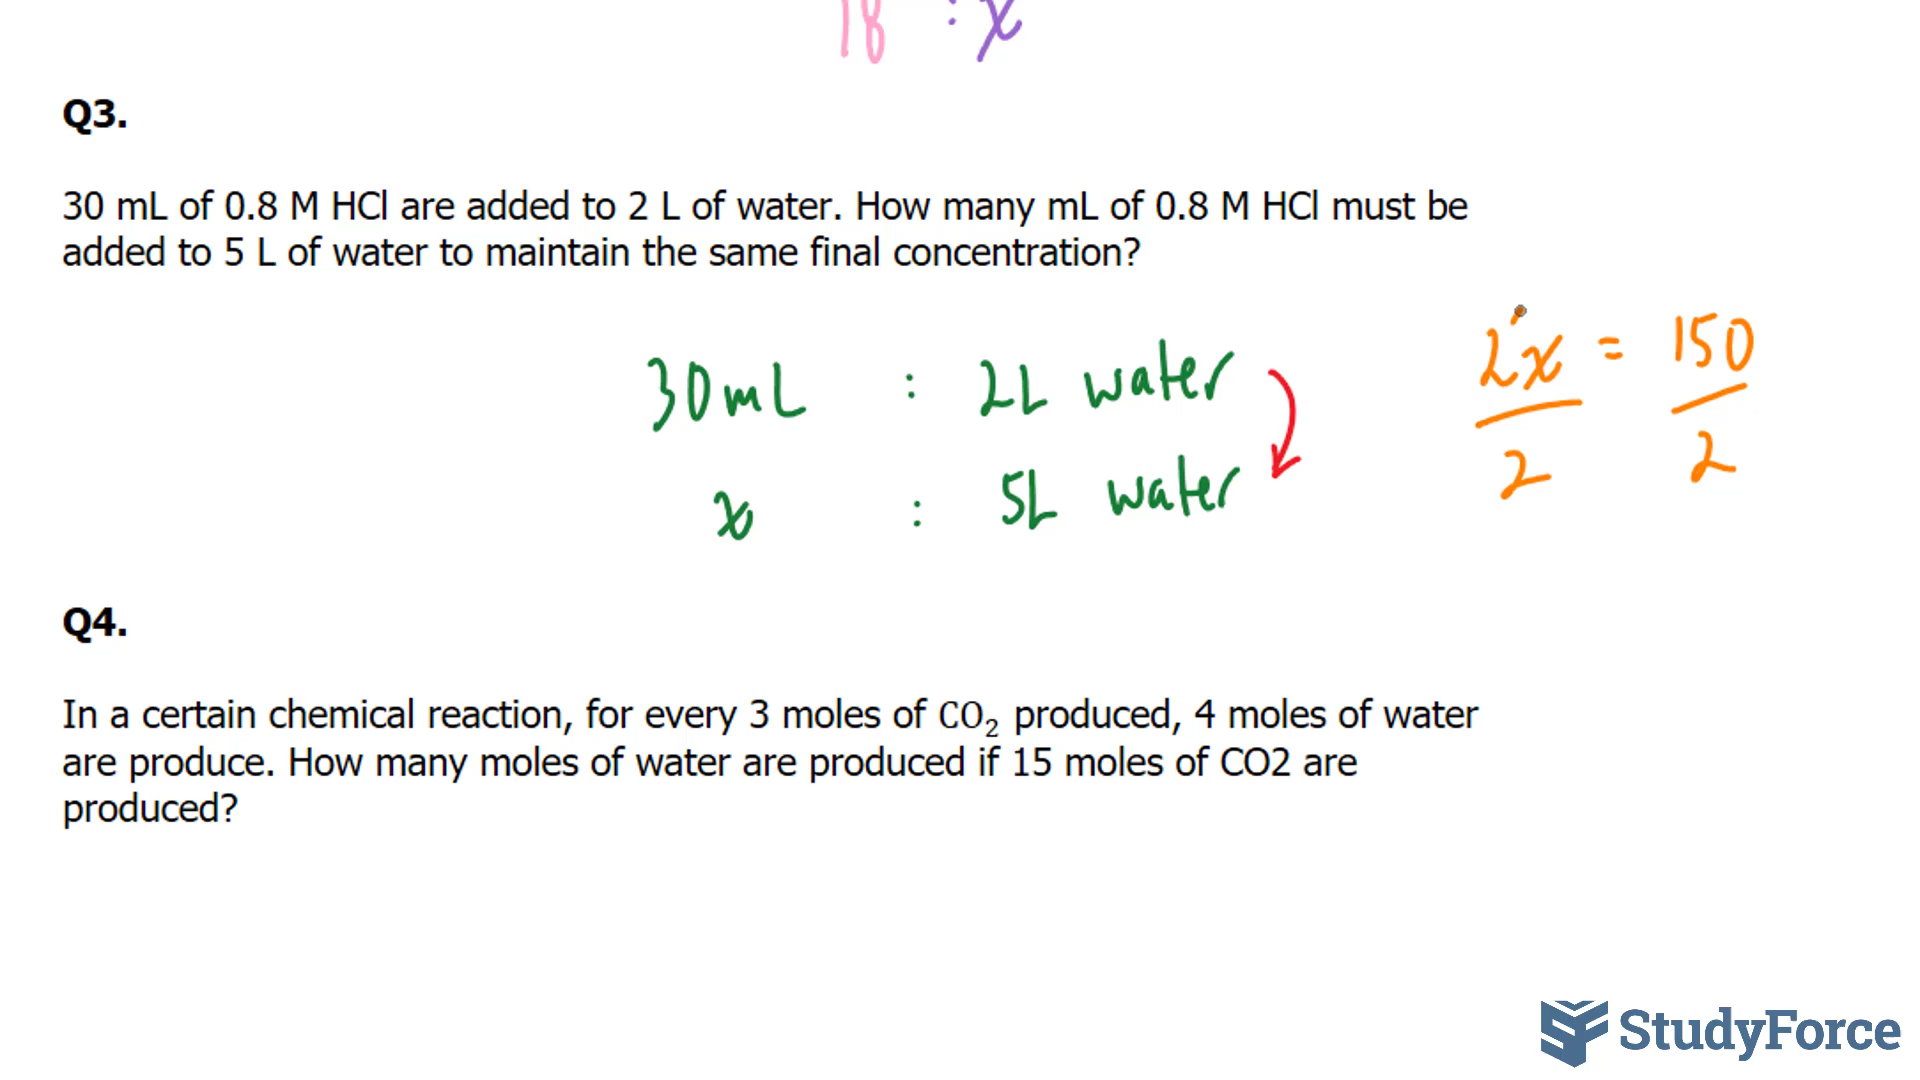 18 : x
Q3.
30 mL of 0.8 M HCl are added to 2 L of water. How many mL of 0.8 M HCl must be
added to 5 L of water to maintain the same final concentration?
30mL : 2L water
x : 5L water
2x = 150
2 2
Q4.
In a certain chemical reaction, for every 3 moles of CO₂ produced, 4 moles of water
are produce. How many moles of water are produced if 15 moles of CO2 are
produced?
StudyForce